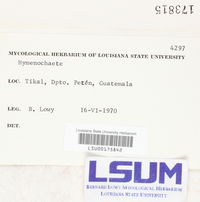 173815
4297
MYCOLOGICAL HERBARIUM OF LOUISIANA STATE UNIVERSITY
Hymenochaete
LOC. Tikal, Dpto. Petén, Guatemala
LEG. B. Lowy 16-VI-1970
DET.
Louisiana State University Herbarium
LSU00175842
LSUM
BERNARD LOWY MYCOLOGICAL HERBARIUM
LOUISIANA STATE UNIVERSITY